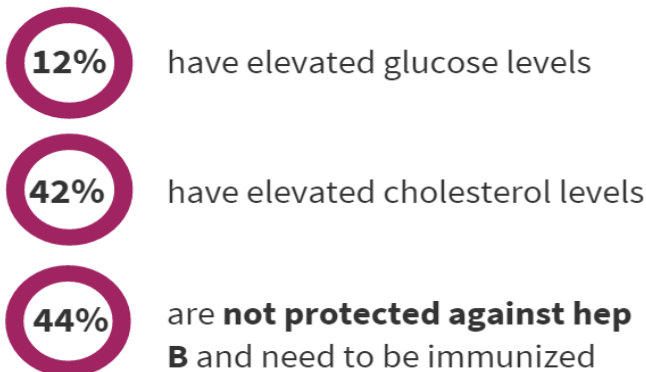 12% have elevated glucose levels
42% have elevated cholesterol levels
44% are not protected against hep
B and need to be immunized